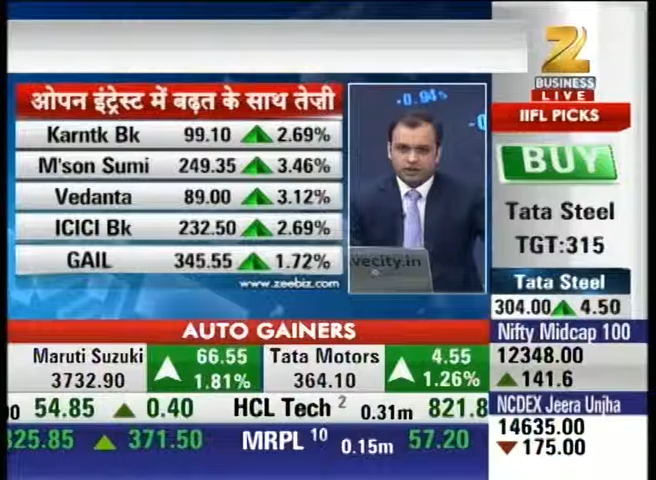 Z
BUSINESS
LIVE
ओपन इंट्रेस्ट में बढ़त के साथ तेज़ी
Karntk Bk 99.10 2.69%
M'son Sumi 249.35 3.46%
Vedanta 89.00 3.12%
ICICI Bk 232.50 2.69%
GAIL 345.55 1.72%
www.zeebiz.com
-0.94%
vecity.in
IIFL PICKS
BUY
Tata Steel
TGT:315
Tata Steel
304.00 4.50
AUTO GAINERS
Maruti Suzuki 66.55 Tata Motors 4.55
3732.90 1.81% 364.10 1.26%
Nifty Midcap 100
12348.00
141.6
NCDEX Jeera Unjha
14635.00
175.00
54.85 0.40 HCL Tech 2 0.31m 821.8
325.85 371.50 MRPL 10 0.15m 57.20